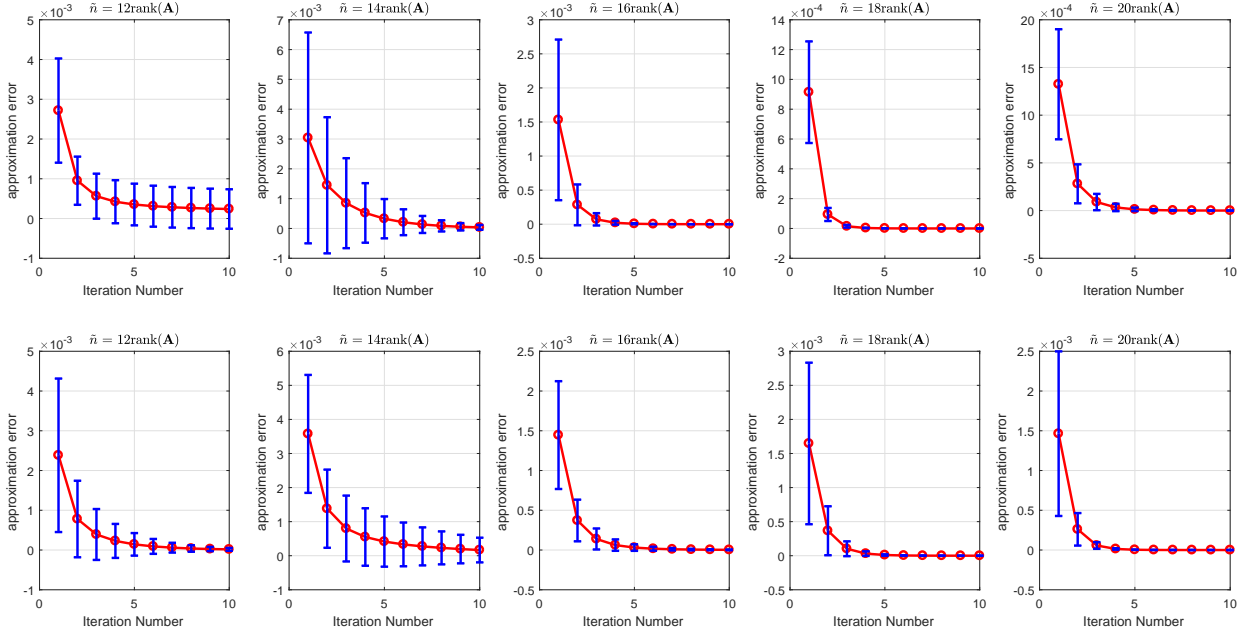 ×10⁻³ ñ = 12rank(A)
5
4
3
2
1
0
-1
0 5 10
approximation error
Iteration Number
×10⁻³ ñ = 14rank(A)
7
6
5
4
3
2
1
0
-1
0 5 10
approximation error
Iteration Number
×10⁻³ ñ = 16rank(A)
3
2.5
2
1.5
1
0.5
0
-0.5
0 5 10
approximation error
Iteration Number
×10⁻⁴ ñ = 18rank(A)
14
12
10
8
6
4
2
0
-2
0 5 10
approximation error
Iteration Number
×10⁻⁴ ñ = 20rank(A)
20
15
10
5
0
-5
0 5 10
approximation error
Iteration Number
×10⁻³ ñ = 12rank(A)
5
4
3
2
1
0
-1
0 5 10
approximation error
Iteration Number
×10⁻³ ñ = 14rank(A)
6
5
4
3
2
1
0
-1
0 5 10
approximation error
Iteration Number
×10⁻³ ñ = 16rank(A)
2.5
2
1.5
1
0.5
0
-0.5
0 5 10
approximation error
Iteration Number
×10⁻³ ñ = 18rank(A)
3
2.5
2
1.5
1
0.5
0
-0.5
0 5 10
approximation error
Iteration Number
×10⁻³ ñ = 20rank(A)
2.5
2
1.5
1
0.5
0
-0.5
0 5 10
approximation error
Iteration Number